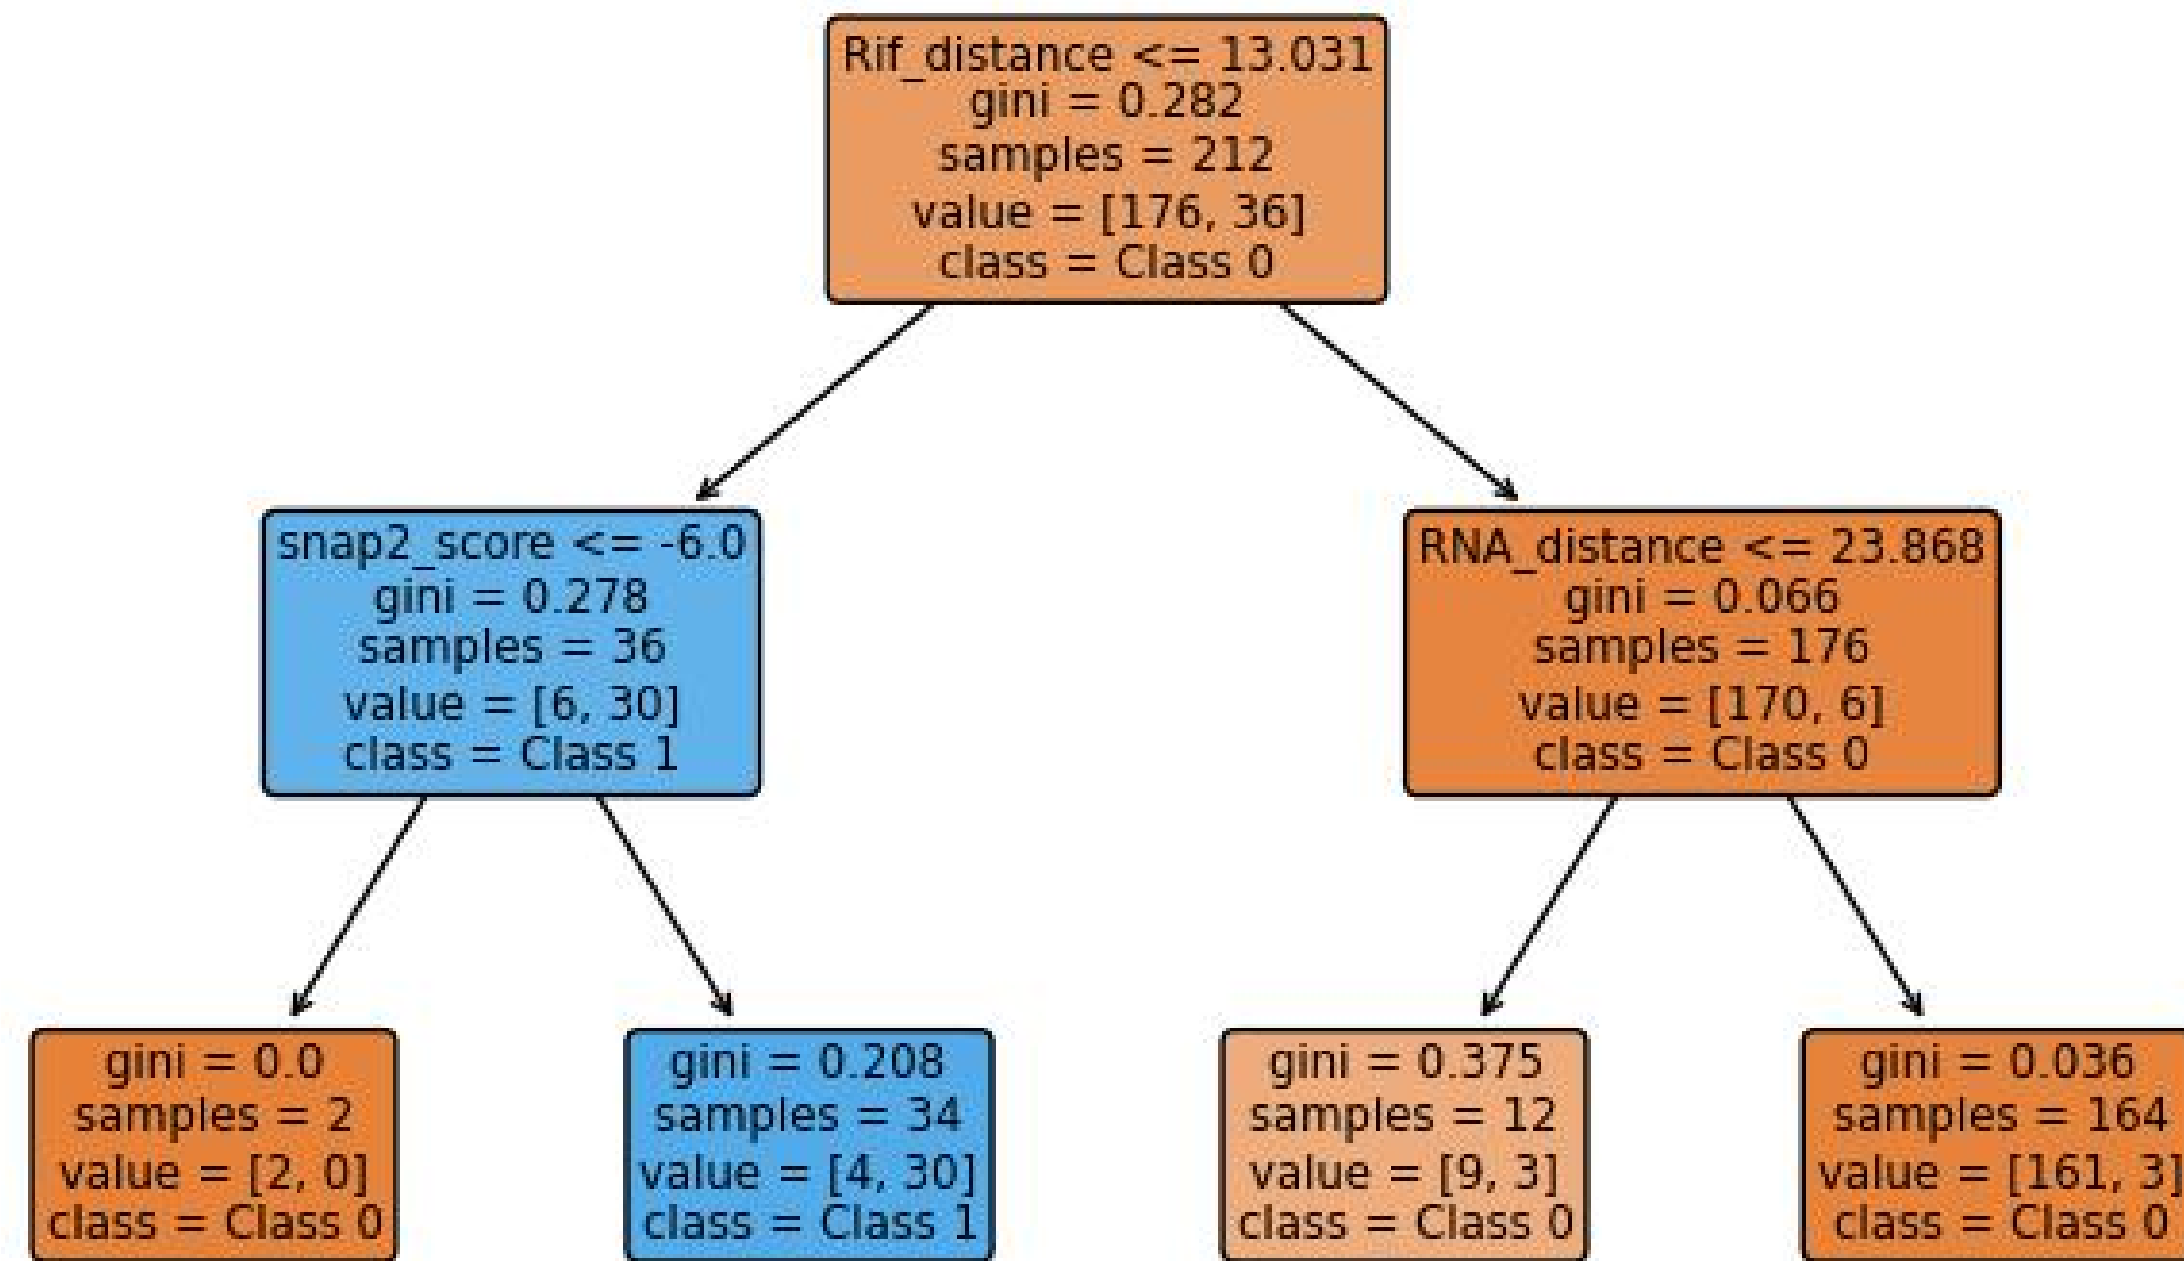 Rif_distance <= 13.031
gini = 0.282
samples = 212
value = [176, 36]
class = Class 0
snap2_score <= -6.0
gini = 0.278
samples = 36
value = [6, 30]
class = Class 1
RNA_distance <= 23.868
gini = 0.066
samples = 176
value = [170, 6]
class = Class 0
gini = 0.0
samples = 2
value = [2, 0]
class = Class 0
gini = 0.208
samples = 34
value = [4, 30]
class = Class 1
gini = 0.375
samples = 12
value = [9, 3]
class = Class 0
gini = 0.036
samples = 164
value = [161, 3]
class = Class 0